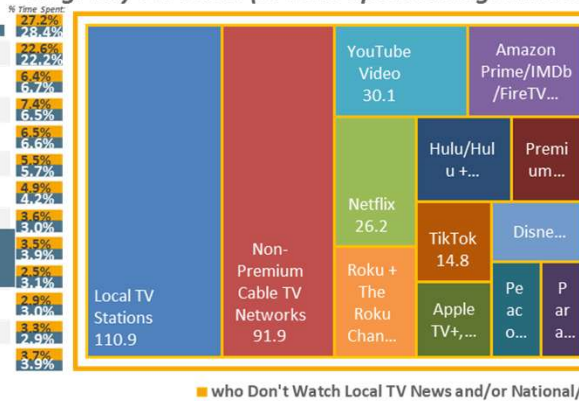 % Time Spent:
27.2%
28.4%
22.6%
22.2%
6.4%
6.7%
7.4%
6.5%
6.5%
6.6%
5.5%
5.7%
4.9%
4.2%
3.6%
3.0%
3.5%
3.9%
2.5%
3.1%
2.9%
3.0%
3.3%
2.9%
3.7%
3.9%
Local TV
Stations
110.9
Non-
Premium
Cable TV
Networks
91.9
YouTube
Video
30.1
Amazon
Prime/IMDb
/FireTV...
Netflix
26.2
Hulu/Hul
u +...
Premi
um...
TikTok
14.8
Disne...
Roku +
The
Roku
Chan...
Apple
TV+,...
Pe
ac
o...
P
ar
a...
who Don't Watch Local TV News and/or National/